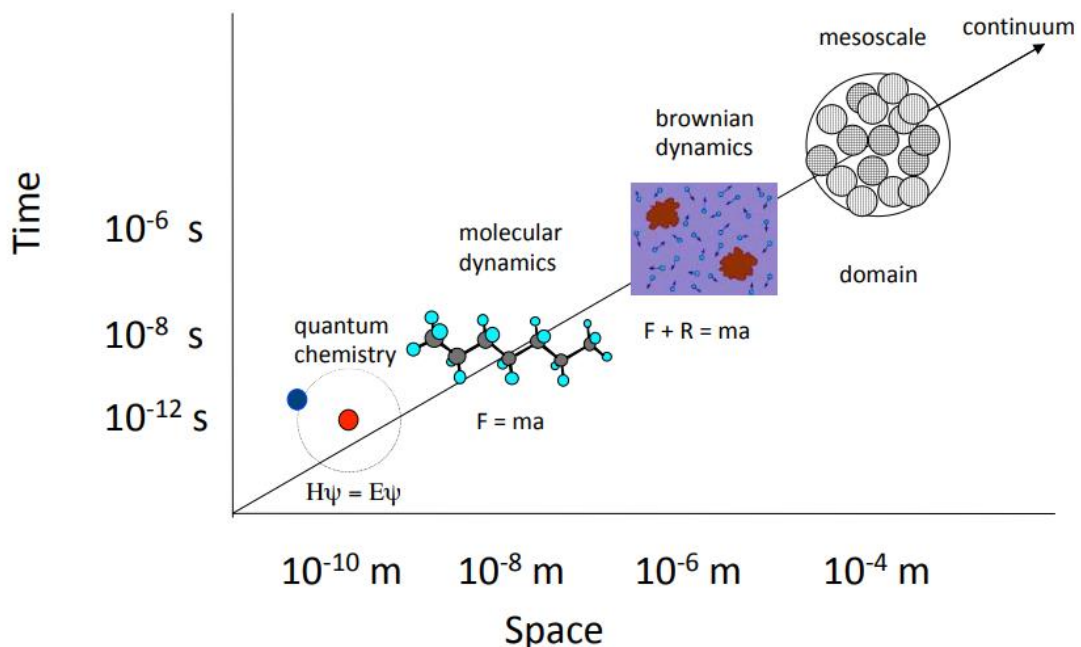 continuum
mesoscale
brownian
dynamics
Time
10⁻⁶ s
molecular
dynamics
domain
10⁻⁸ s
quantum
chemistry
F + R = ma
10⁻¹² s
F = ma
Hψ = Eψ
10⁻¹⁰ m
10⁻⁸ m
10⁻⁶ m
10⁻⁴ m
Space